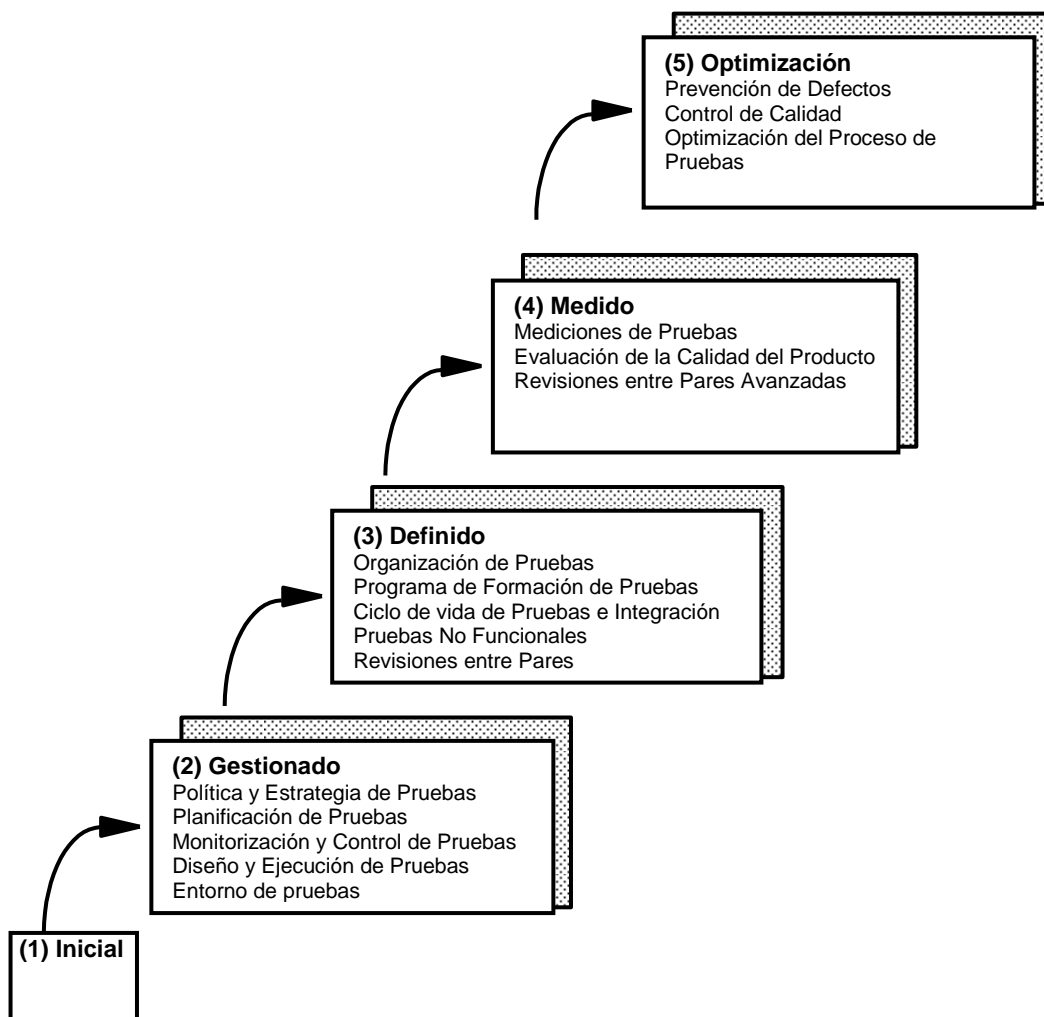 (5) Optimización
Prevención de Defectos
Control de Calidad
Optimización del Proceso de
Pruebas
(4) Medido
Mediciones de Pruebas
Evaluación de la Calidad del Producto
Revisiones entre Pares Avanzadas
(3) Definido
Organización de Pruebas
Programa de Formación de Pruebas
Ciclo de vida de Pruebas e Integración
Pruebas No Funcionales
Revisiones entre Pares
(2) Gestionado
Política y Estrategia de Pruebas
Planificación de Pruebas
Monitorización y Control de Pruebas
Diseño y Ejecución de Pruebas
Entorno de pruebas
(1) Inicial